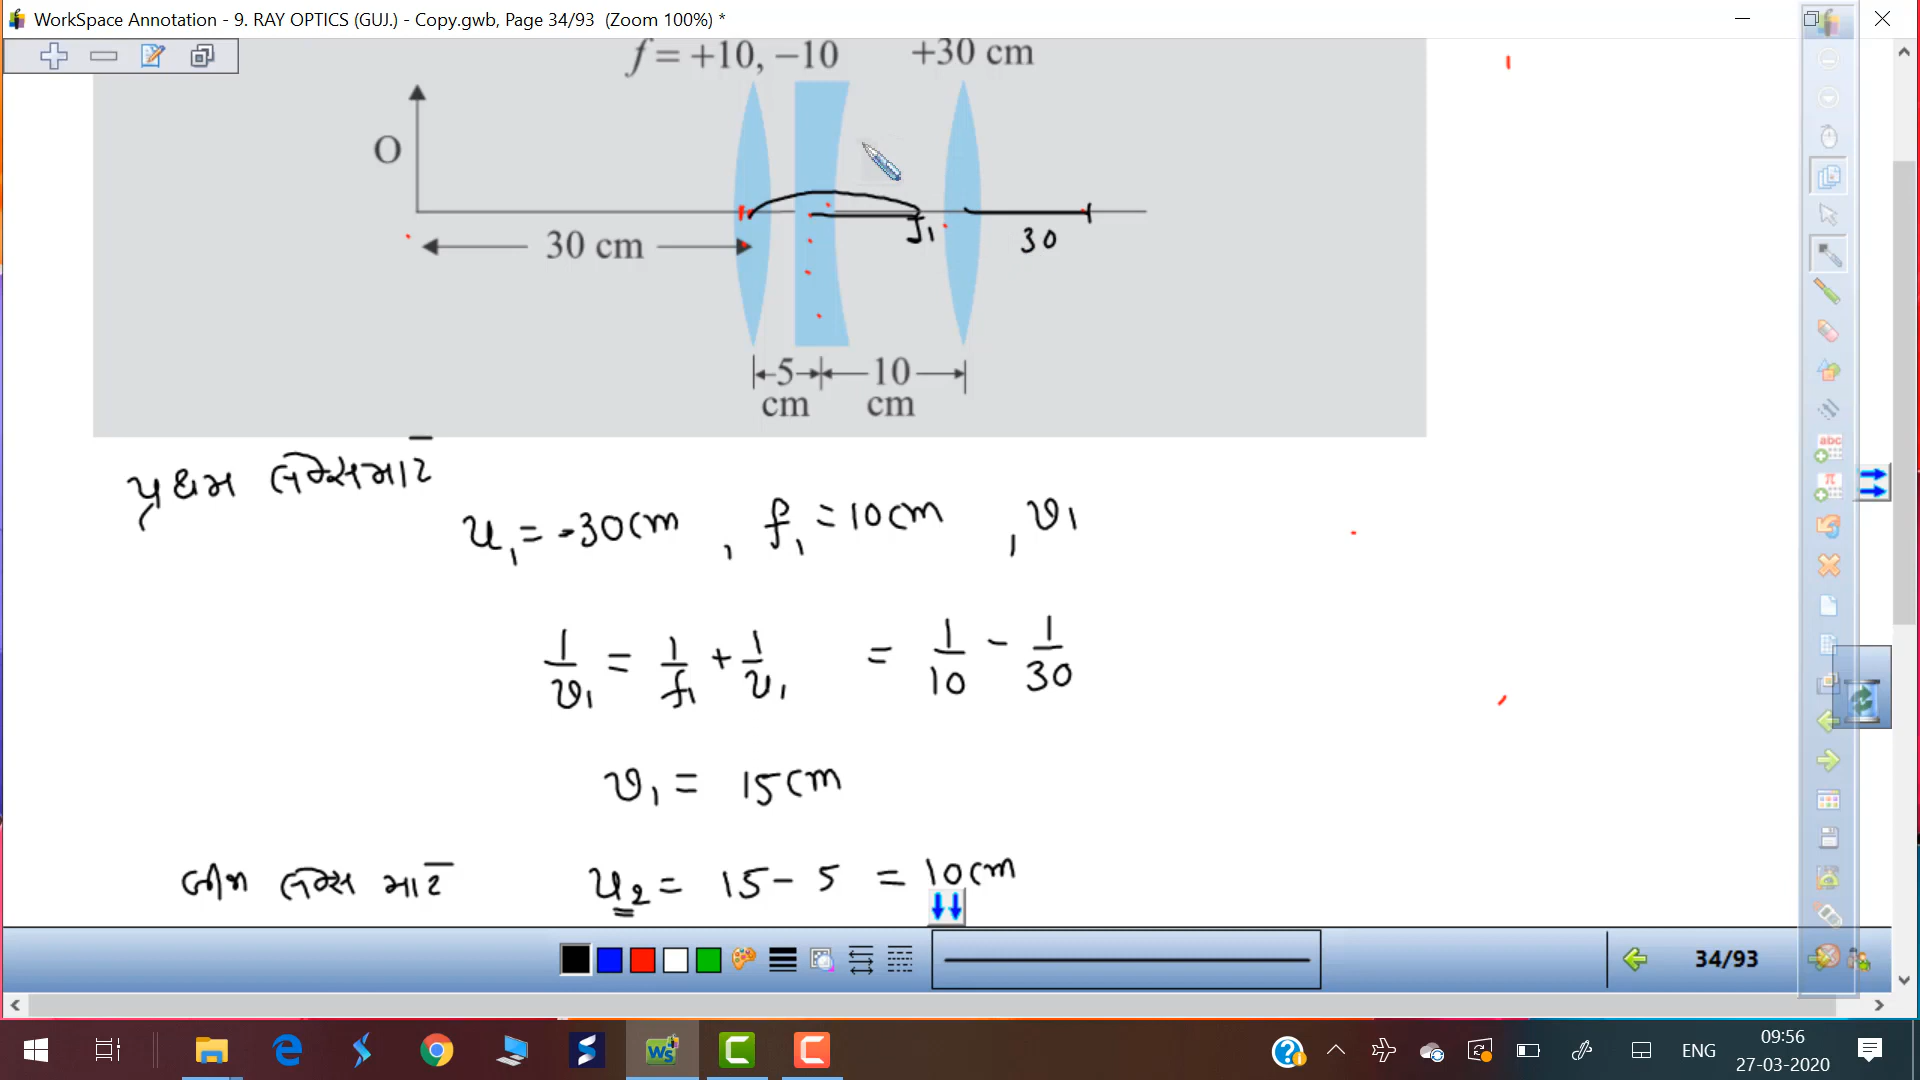 WorkSpace Annotation - 9. RAY OPTICS (GUJ.) - Copy.gwb, Page 34/93 (Zoom 100%) *
f = +10, −10
+30 cm
O
30 cm
f1
30
5
cm
10
cm
પ્રથમ લેન્સ માટે
u1 = -30cm , f1 = 10cm , v1
1/v1 = 1/f1 + 1/u1 = 1/10 - 1/30
v1 = 15cm
બીજા લેન્સ માટે u2 = 15 - 5 = 10cm
abc
π
34/93
09:56
ENG
27-03-2020